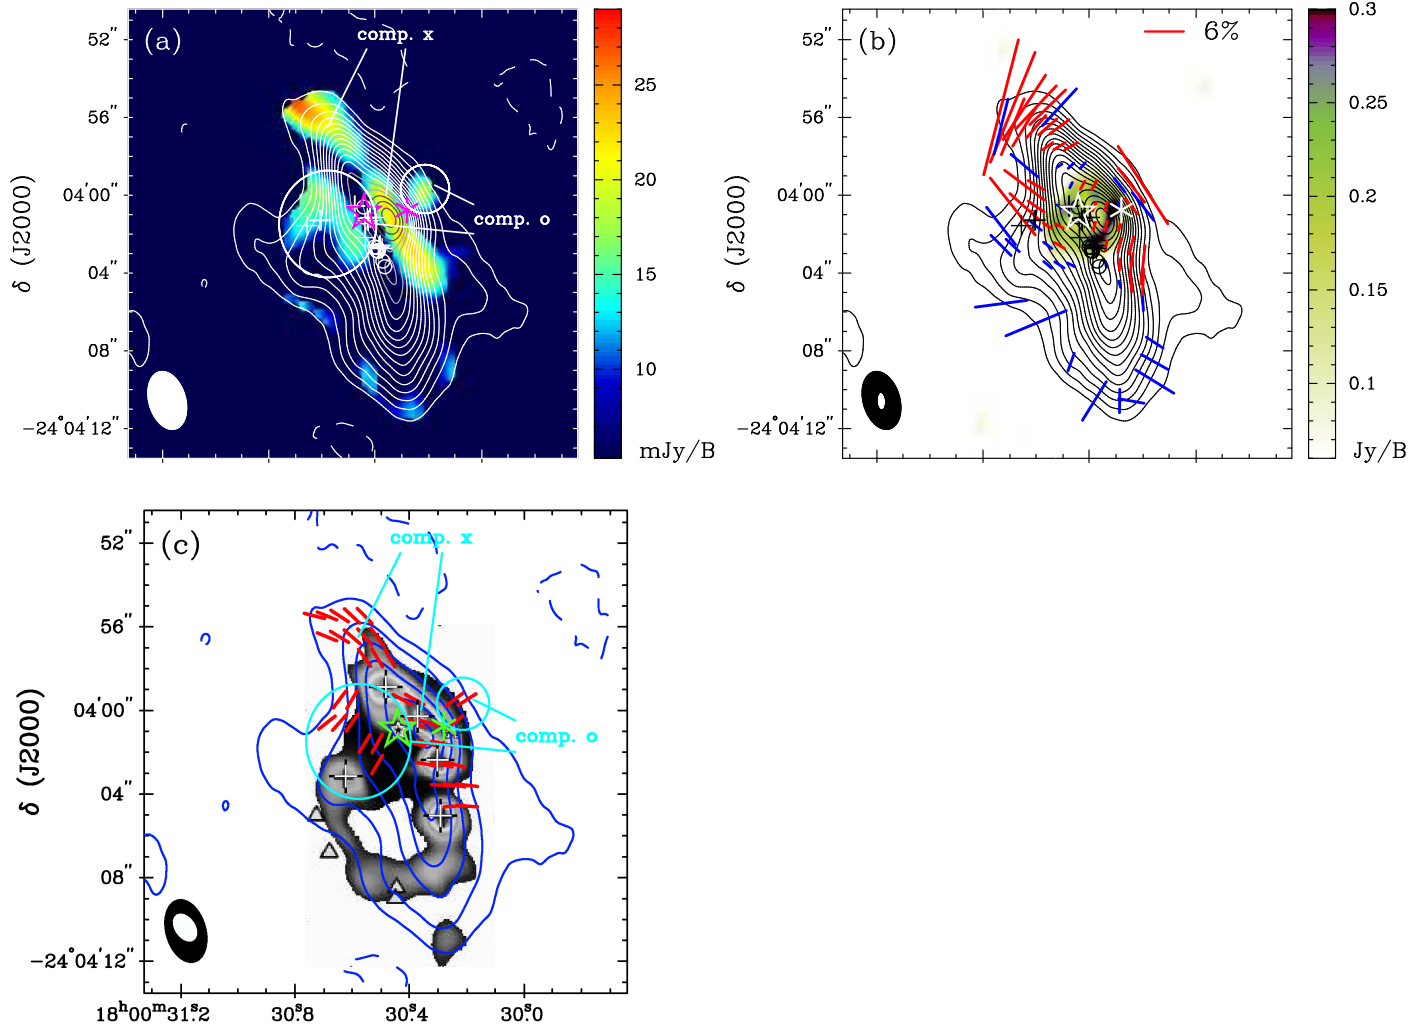 (a)
comp. x
comp. o
52″
56″
04′00″
04″
08″
−24°04′12″
δ (J2000)
25
20
15
10
mJy/B
(b)
6%
52″
56″
04′00″
04″
08″
−24°04′12″
δ (J2000)
0.3
0.25
0.2
0.15
0.1
Jy/B
(c)
comp. x
comp. o
52″
56″
04′00″
04″
08″
−24°04′12″
δ (J2000)
18ʰ00ᵐ31ˢ.2
30ˢ.8
30ˢ.4
30ˢ.0